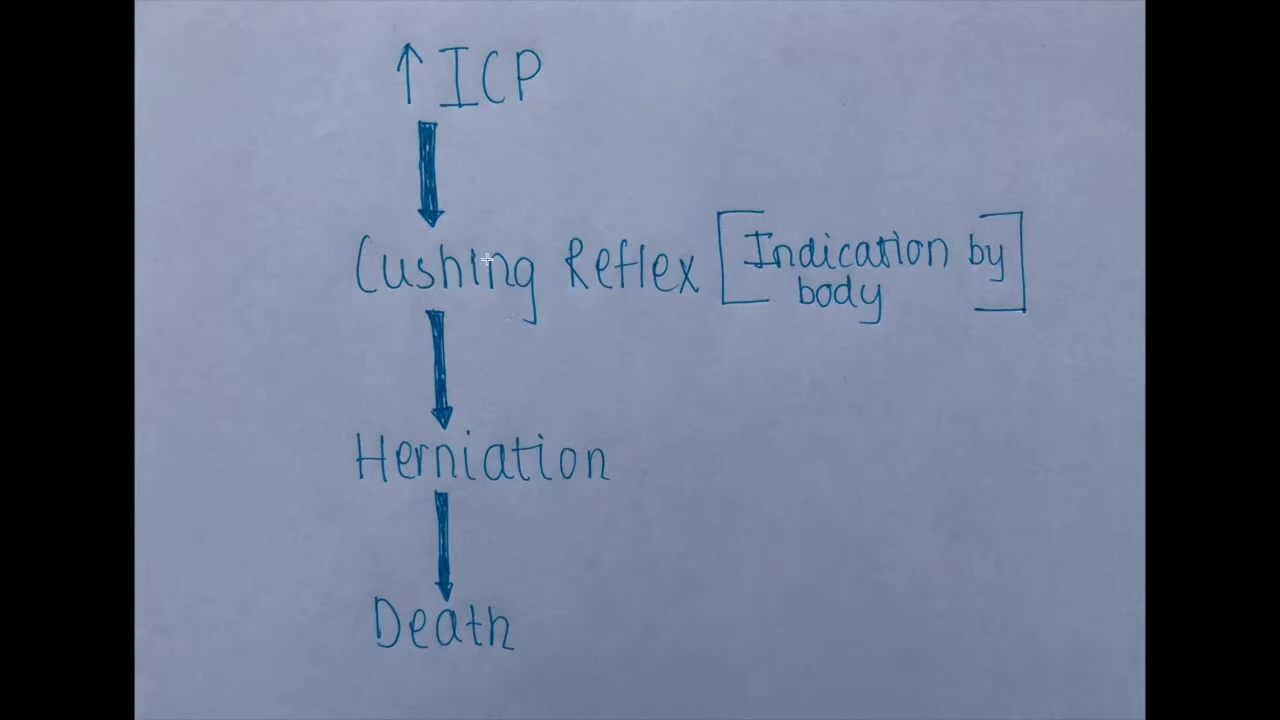 ↑ ICP
Cushing Reflex [Indication by
body]
Herniation
Death